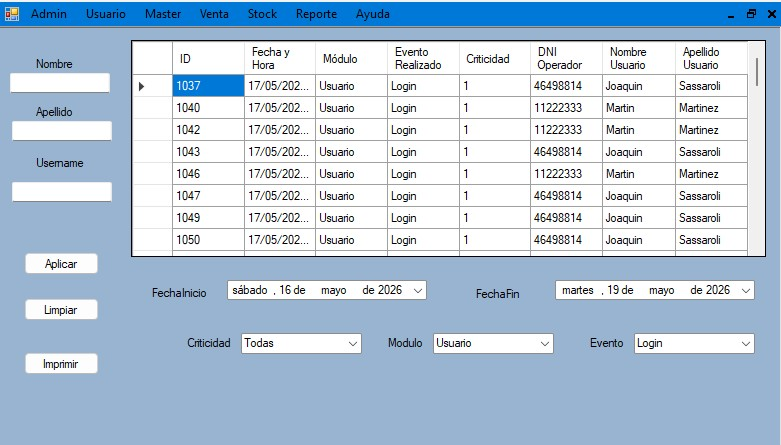 Admin Usuario Master Venta Stock Reporte Ayuda
Nombre
Apellido
Username
Aplicar
Limpiar
Imprimir
ID Fecha y Hora Módulo Evento Realizado Criticidad DNI Operador Nombre Usuario Apellido Usuario
1037 17/05/202... Usuario Login 1 46498814 Joaquin Sassaroli
1040 17/05/202... Usuario Login 1 11222333 Martin Martinez
1042 17/05/202... Usuario Login 1 11222333 Martin Martinez
1043 17/05/202... Usuario Login 1 46498814 Joaquin Sassaroli
1046 17/05/202... Usuario Login 1 11222333 Martin Martinez
1047 17/05/202... Usuario Login 1 46498814 Joaquin Sassaroli
1049 17/05/202... Usuario Login 1 46498814 Joaquin Sassaroli
1050 17/05/202... Usuario Login 1 46498814 Joaquin Sassaroli
FechaInicio sábado , 16 de mayo de 2026 FechaFin martes , 19 de mayo de 2026
Criticidad Todas Modulo Usuario Evento Login